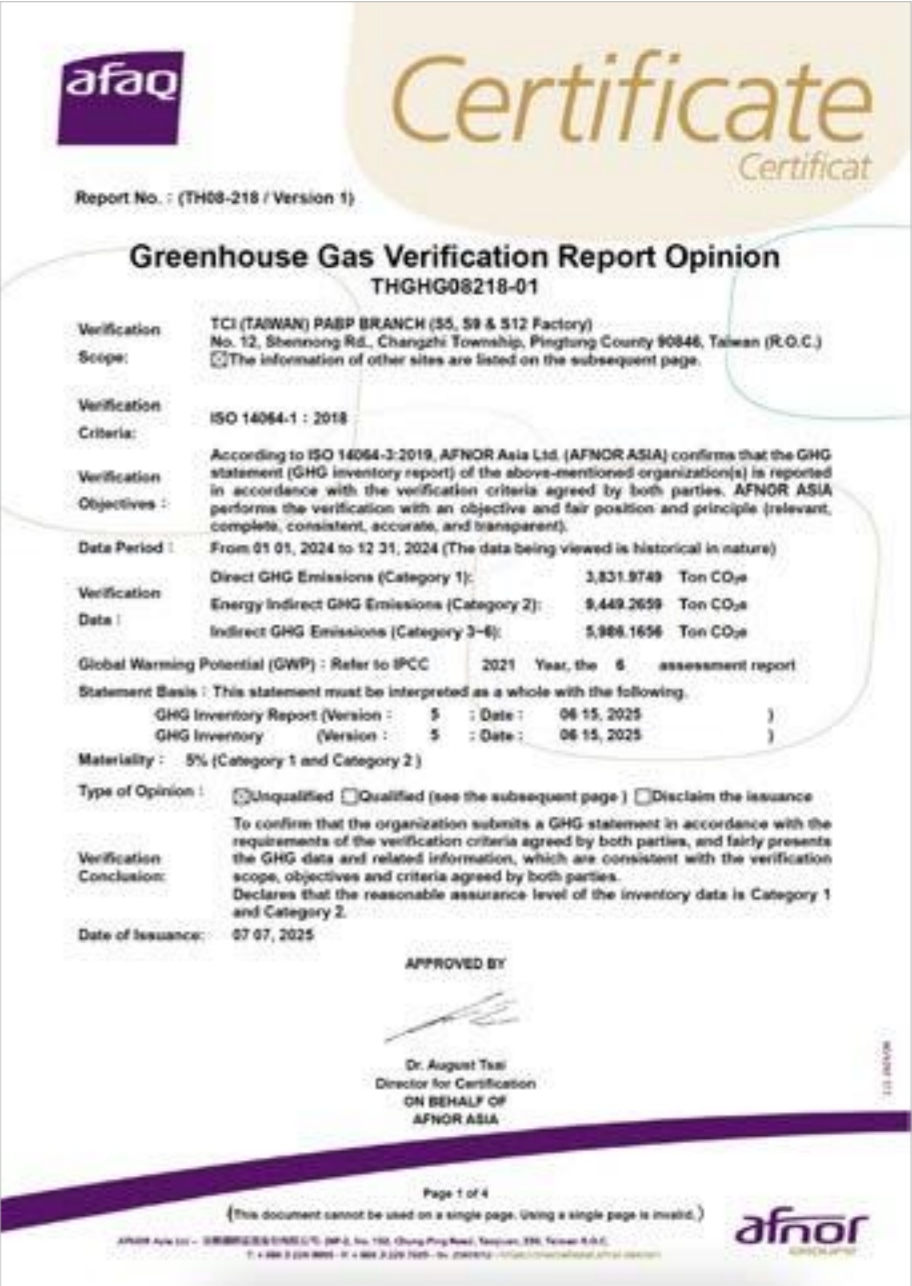 afaq
Certificate
Certificat
Report No. : (TH08-218 / Version 1)
Greenhouse Gas Verification Report Opinion
THGHG08218-01
Verification Scope:
TCI (TAIWAN) PABP BRANCH (S5, S9 & S12 Factory)
No. 12, Shennong Rd., Changzhi Township, Pingtung County 90846, Taiwan (R.O.C.)
☒The information of other sites are listed on the subsequent page.
Verification Criteria:
ISO 14064-1 : 2018
Verification Objectives :
According to ISO 14064-3:2019, AFNOR Asia Ltd. (AFNOR ASIA) confirms that the GHG
statement (GHG inventory report) of the above-mentioned organization(s) is reported
in accordance with the verification criteria agreed by both parties. AFNOR ASIA
performs the verification with an objective and fair position and principle (relevant,
complete, consistent, accurate, and transparent).
Data Period : From 01 01, 2024 to 12 31, 2024 (The data being viewed is historical in nature)
Verification Data :
Direct GHG Emissions (Category 1): 3,831.9749 Ton CO₂e
Energy Indirect GHG Emissions (Category 2): 9,449.2659 Ton CO₂e
Indirect GHG Emissions (Category 3~6): 5,986.1656 Ton CO₂e
Global Warming Potential (GWP) : Refer to IPCC 2021 Year, the 6 assessment report
Statement Basis : This statement must be interpreted as a whole with the following.
GHG Inventory Report (Version : 5 ; Date : 06 15, 2025 )
GHG Inventory (Version : 5 ; Date : 06 15, 2025 )
Materiality : 5% (Category 1 and Category 2 )
Type of Opinion : ☒Unqualified ☐Qualified (see the subsequent page ) ☐Disclaim the issuance
Verification Conclusion:
To confirm that the organization submits a GHG statement in accordance with the
requirements of the verification criteria agreed by both parties, and fairly presents
the GHG data and related information, which are consistent with the verification
scope, objectives and criteria agreed by both parties.
Declares that the reasonable assurance level of the inventory data is Category 1
and Category 2.
Date of Issuance: 07 07, 2025
APPROVED BY
Dr. August Tsai
Director for Certification
ON BEHALF OF
AFNOR ASIA
Page 1 of 4
(This document cannot be used on a single page. Using a single page is invalid.)
afnor
GROUPE